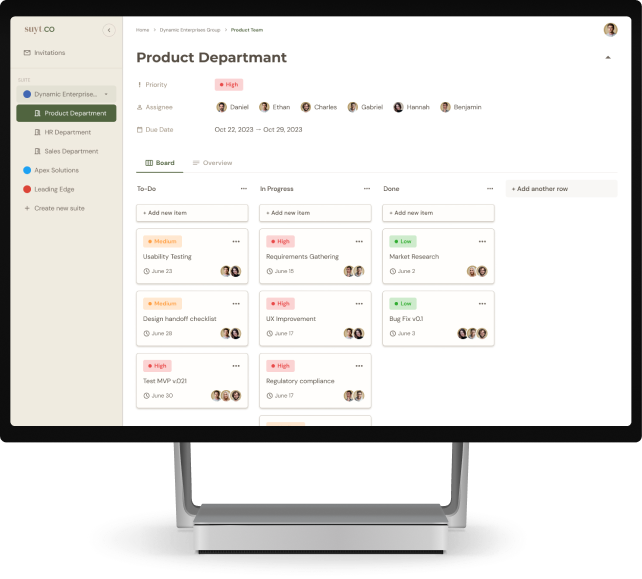 suyt.co
Invitations
SUITE
Dynamic Enterprise...
Product Department
HR Department
Sales Department
Apex Solutions
Leading Edge
+ Create new suite
Home > Dynamic Enterprises Group > Product Team
Product Departmant
! Priority
High
Assignee
Daniel Ethan Charles Gabriel Hannah Benjamin
Due Date
Oct 22, 2023 — Oct 29, 2023
Board Overview
To-Do
+ Add new item
Medium
Usability Testing
June 23
Medium
Design handoff checklist
June 28
High
Test MVP v.021
June 30
In Progress
+ Add new item
High
Requirements Gathering
June 15
High
UX Improvement
June 17
High
Regulatory compliance
June 17
Done
+ Add new item
Low
Market Research
June 2
Low
Bug Fix v0.1
June 3
+ Add another row